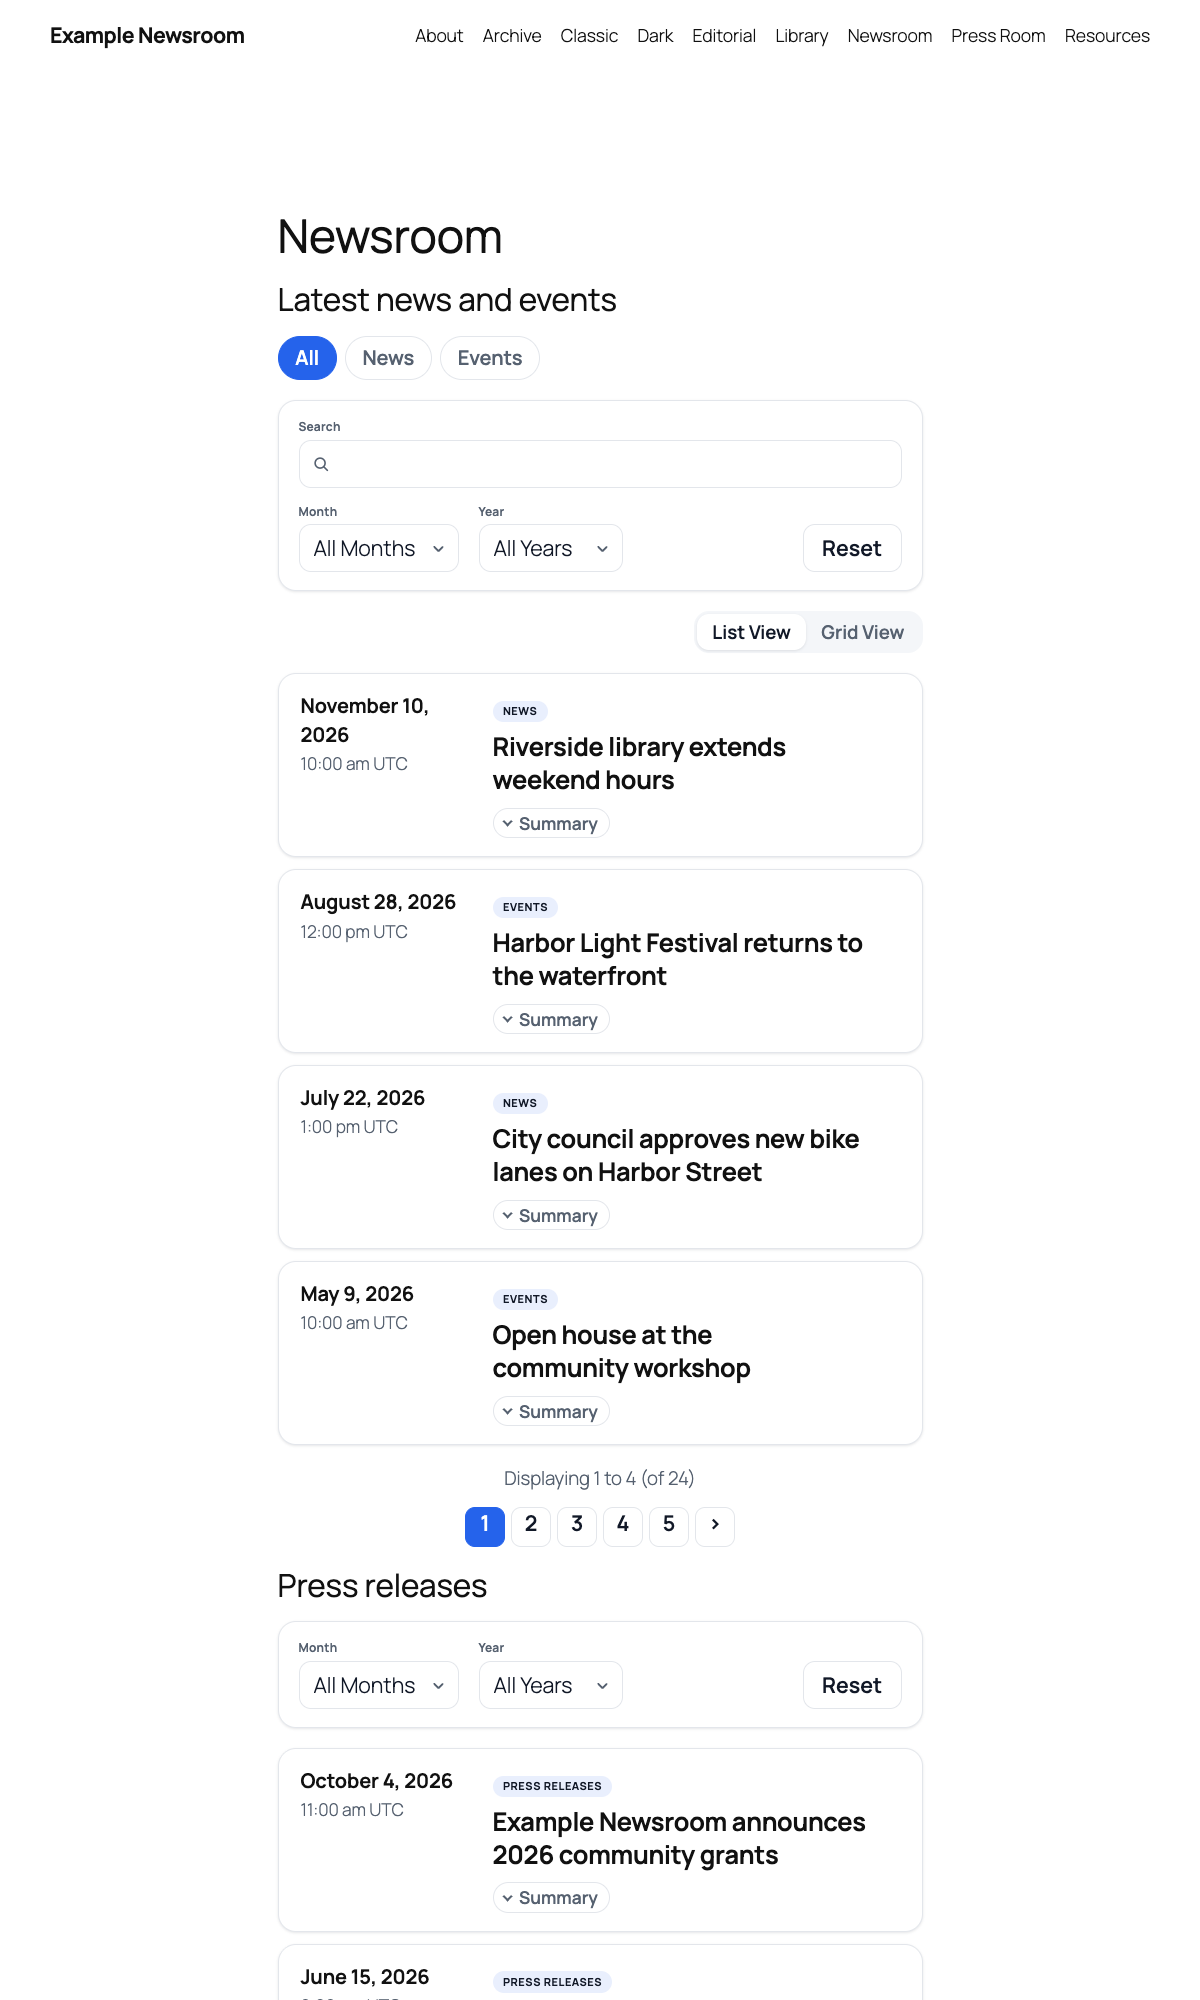 Example Newsroom
About Archive Classic Dark Editorial Library Newsroom Press Room Resources
Newsroom
Latest news and events
All News Events
Search
Month Year
All Months All Years Reset
List View Grid View
November 10,
2026
10:00 am UTC
NEWS
Riverside library extends
weekend hours
Summary
August 28, 2026
12:00 pm UTC
EVENTS
Harbor Light Festival returns to
the waterfront
Summary
July 22, 2026
1:00 pm UTC
NEWS
City council approves new bike
lanes on Harbor Street
Summary
May 9, 2026
10:00 am UTC
EVENTS
Open house at the
community workshop
Summary
Displaying 1 to 4 (of 24)
1 2 3 4 5 ›
Press releases
Month Year
All Months All Years Reset
October 4, 2026
11:00 am UTC
PRESS RELEASES
Example Newsroom announces
2026 community grants
Summary
June 15, 2026
PRESS RELEASES